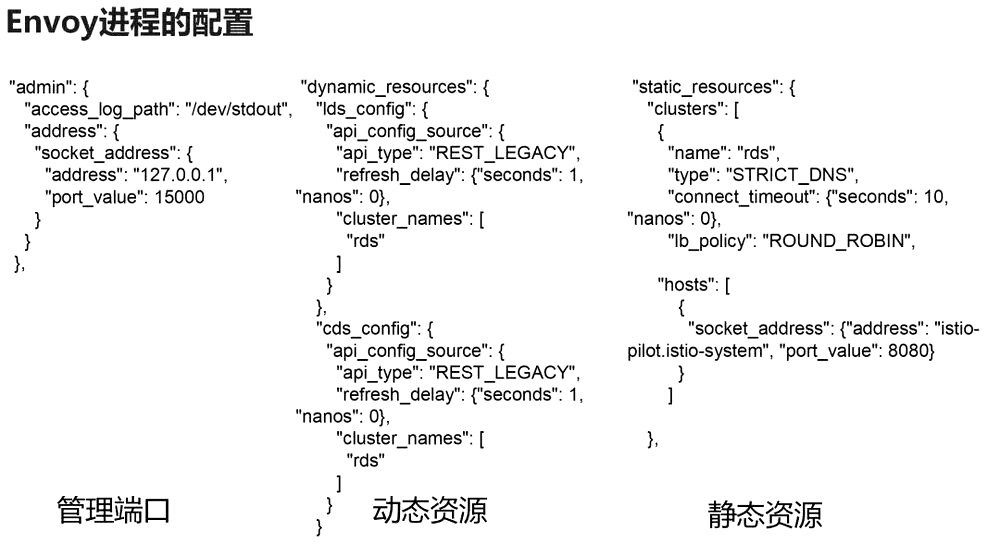 Envoy进程的配置
"admin": {
"access_log_path": "/dev/stdout",
"address": {
"socket_address": {
"address": "127.0.0.1",
"port_value": 15000
}
}
},
管理端口
"dynamic_resources": {
"lds_config": {
"api_config_source": {
"api_type": "REST_LEGACY",
"refresh_delay": {"seconds": 1,
"nanos": 0},
"cluster_names": [
"rds"
]
}
},
"cds_config": {
"api_config_source": {
"api_type": "REST_LEGACY",
"refresh_delay": {"seconds": 1,
"nanos": 0},
"cluster_names": [
"rds"
]
}
}
动态资源
"static_resources": {
"clusters": [
{
"name": "rds",
"type": "STRICT_DNS",
"connect_timeout": {"seconds": 10,
"nanos": 0},
"lb_policy": "ROUND_ROBIN",
"hosts": [
{
"socket_address": {"address": "istio-
pilot.istio-system", "port_value": 8080}
}
]
},
静态资源